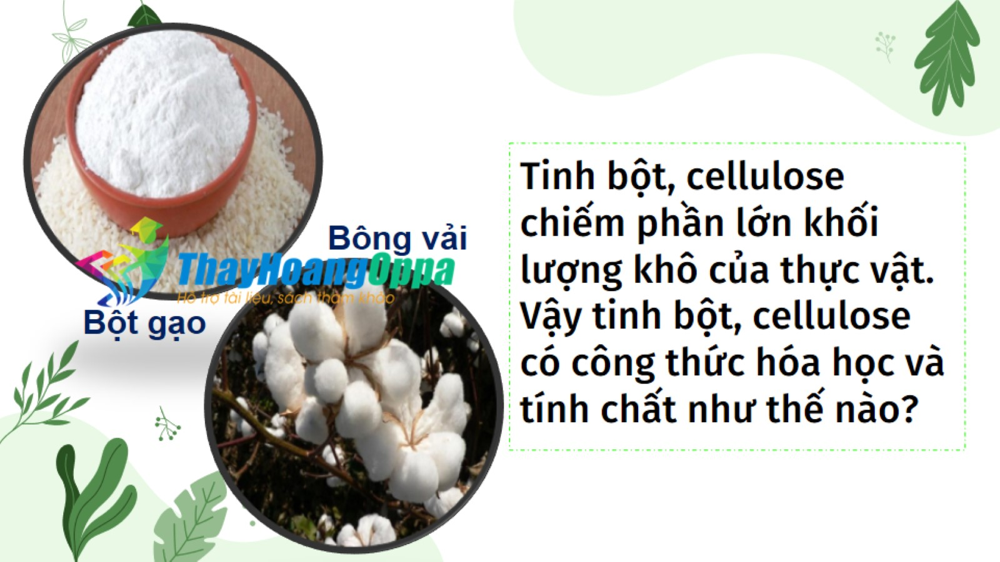 Bông vải
ThayHoangOppa
Hỗ trợ tài liệu, sách tham khảo
Bột gạo
Tinh bột, cellulose
chiếm phần lớn khối
lượng khô của thực vật.
Vậy tinh bột, cellulose
có công thức hóa học và
tính chất như thế nào?